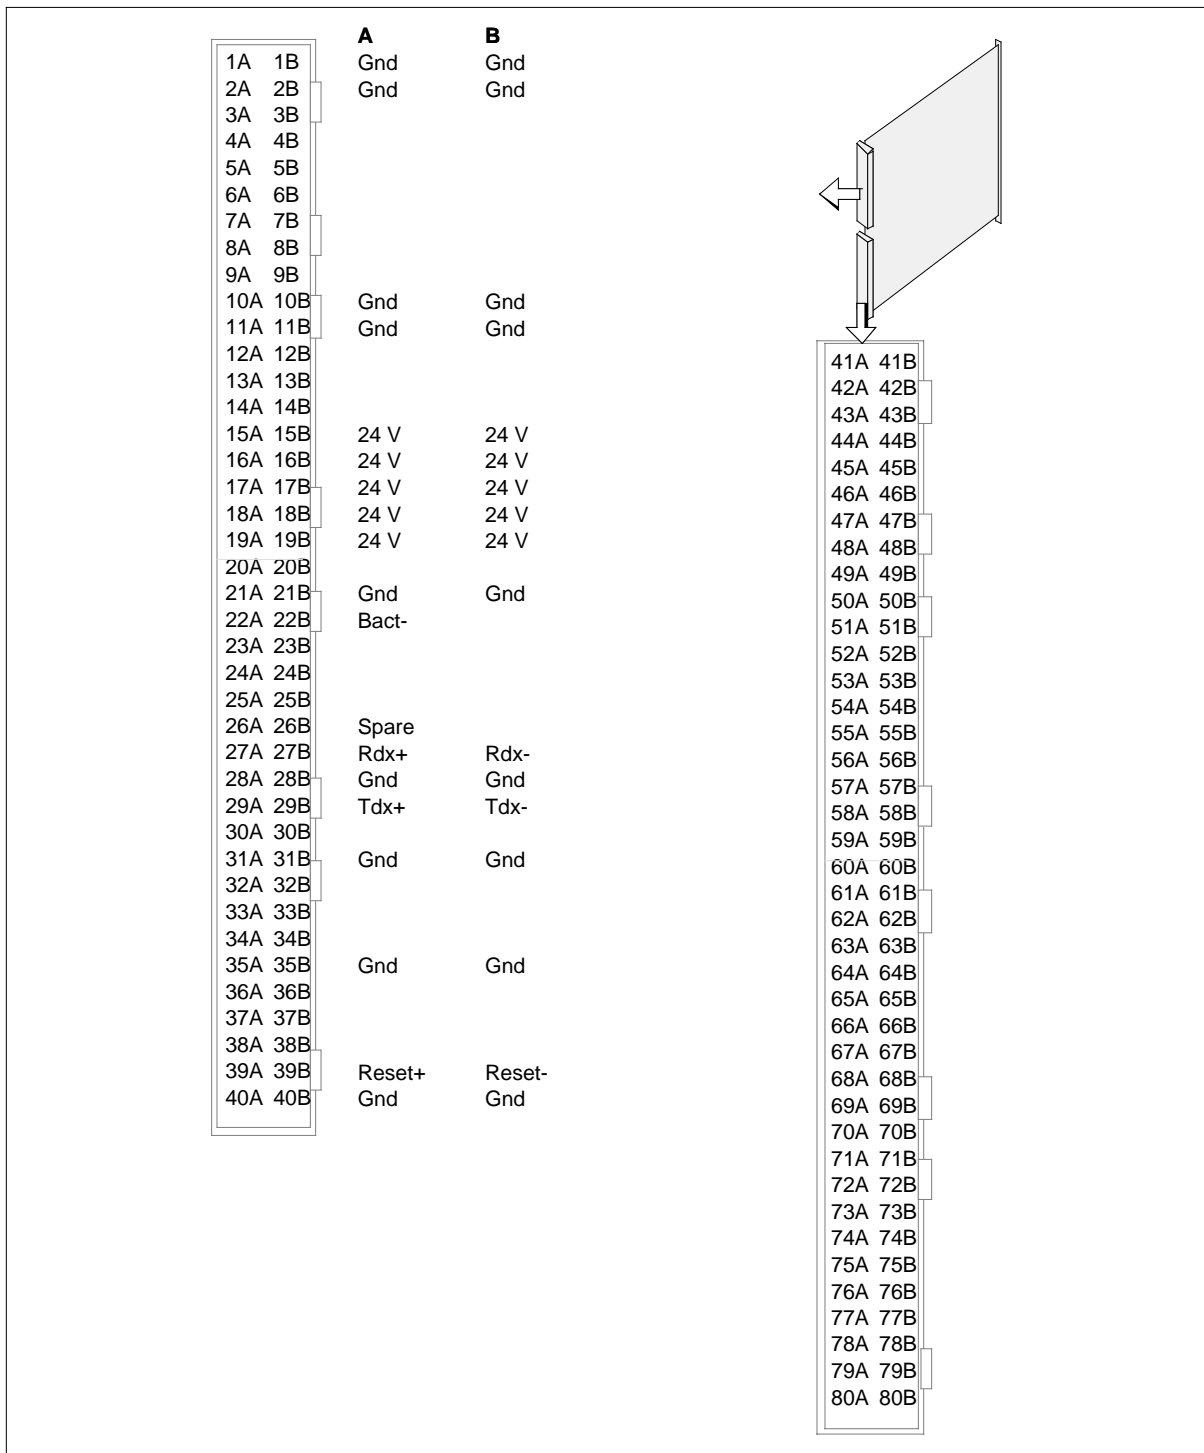 A B
1A 1B Gnd Gnd
2A 2B Gnd Gnd
3A 3B
4A 4B
5A 5B
6A 6B
7A 7B
8A 8B
9A 9B
10A 10B Gnd Gnd
11A 11B Gnd Gnd
12A 12B
13A 13B
14A 14B
15A 15B 24 V 24 V
16A 16B 24 V 24 V
17A 17B 24 V 24 V
18A 18B 24 V 24 V
19A 19B 24 V 24 V
20A 20B
21A 21B Gnd Gnd
22A 22B Bact-
23A 23B
24A 24B
25A 25B
26A 26B Spare
27A 27B Rdx+ Rdx-
28A 28B Gnd Gnd
29A 29B Tdx+ Tdx-
30A 30B
31A 31B Gnd Gnd
32A 32B
33A 33B
34A 34B
35A 35B Gnd Gnd
36A 36B
37A 37B
38A 38B
39A 39B Reset+ Reset-
40A 40B Gnd Gnd
41A 41B
42A 42B
43A 43B
44A 44B
45A 45B
46A 46B
47A 47B
48A 48B
49A 49B
50A 50B
51A 51B
52A 52B
53A 53B
54A 54B
55A 55B
56A 56B
57A 57B
58A 58B
59A 59B
60A 60B
61A 61B
62A 62B
63A 63B
64A 64B
65A 65B
66A 66B
67A 67B
68A 68B
69A 69B
70A 70B
71A 71B
72A 72B
73A 73B
74A 74B
75A 75B
76A 76B
77A 77B
78A 78B
79A 79B
80A 80B